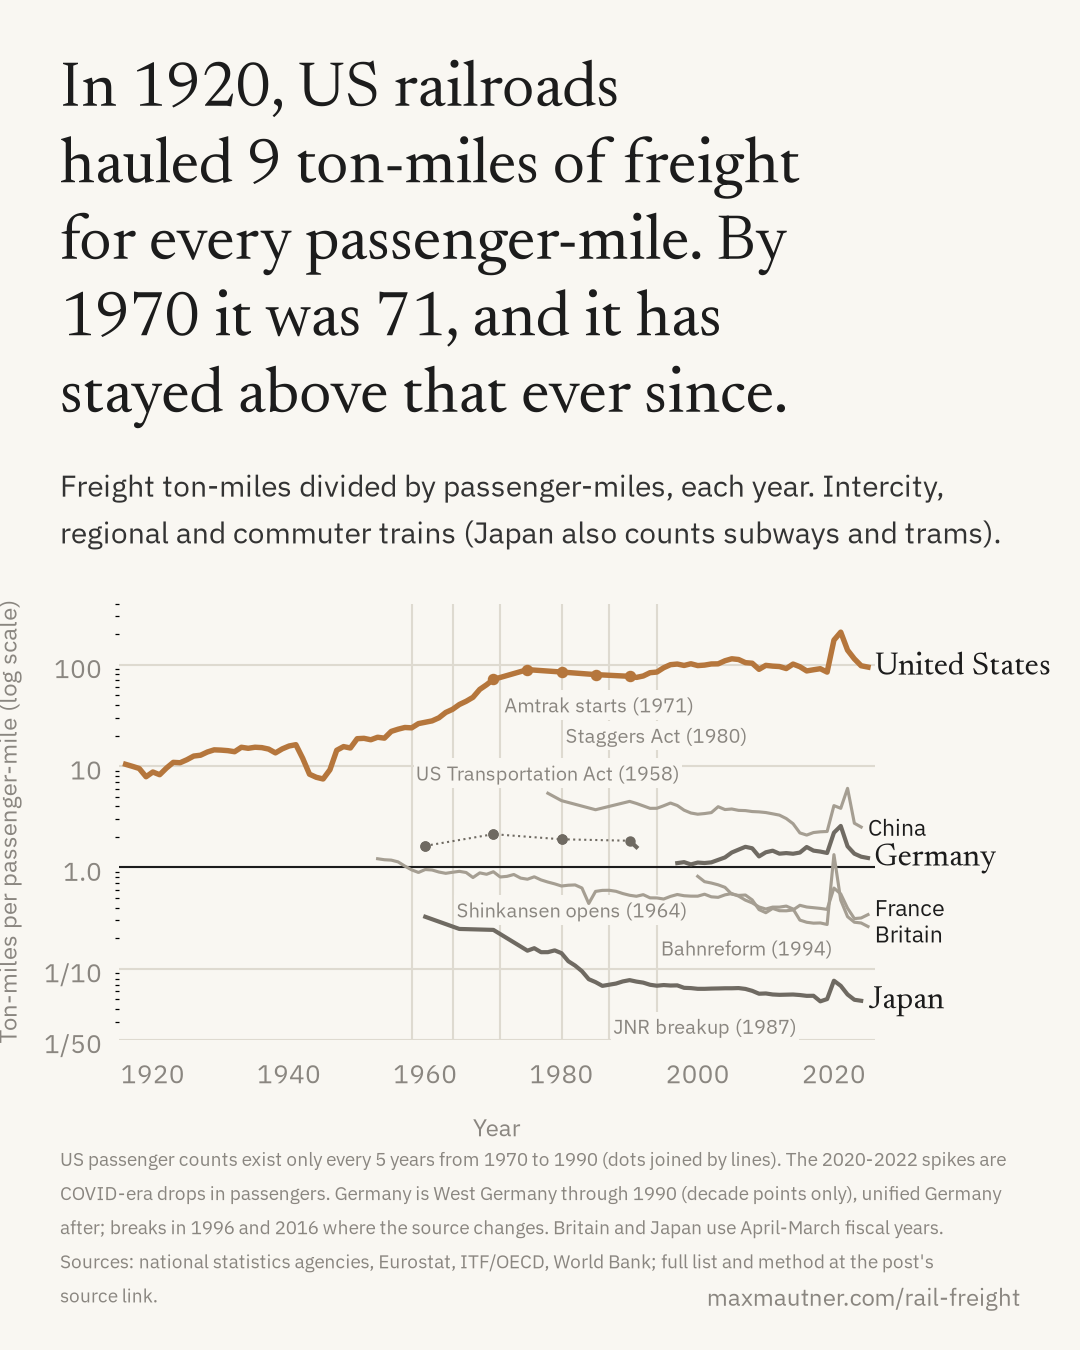 In 1920, US railroads
hauled 9 ton-miles of freight
for every passenger-mile. By
1970 it was 71, and it has
stayed above that ever since.
Freight ton-miles divided by passenger-miles, each year. Intercity,
regional and commuter trains (Japan also counts subways and trams).
Ton-miles per passenger-mile (log scale)
100
10
1.0
1/10
1/50
United States
Amtrak starts (1971)
Staggers Act (1980)
US Transportation Act (1958)
China
Germany
Shinkansen opens (1964)
France
Britain
Bahnreform (1994)
Japan
JNR breakup (1987)
1920
1940
1960
1980
2000
2020
Year
US passenger counts exist only every 5 years from 1970 to 1990 (dots joined by lines). The 2020-2022 spikes are
COVID-era drops in passengers. Germany is West Germany through 1990 (decade points only), unified Germany
after; breaks in 1996 and 2016 where the source changes. Britain and Japan use April-March fiscal years.
Sources: national statistics agencies, Eurostat, ITF/OECD, World Bank; full list and method at the post's
source link.
maxmautner.com/rail-freight